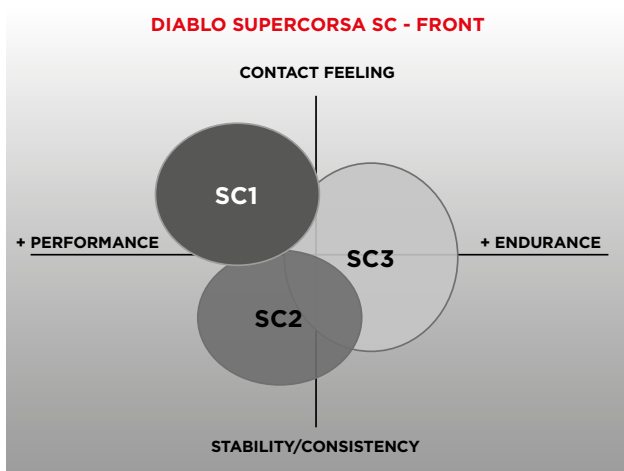 DIABLO SUPERCORSA SC - FRONT
CONTACT FEELING
SC1
+ PERFORMANCE
+ ENDURANCE
SC3
SC2
STABILITY/CONSISTENCY